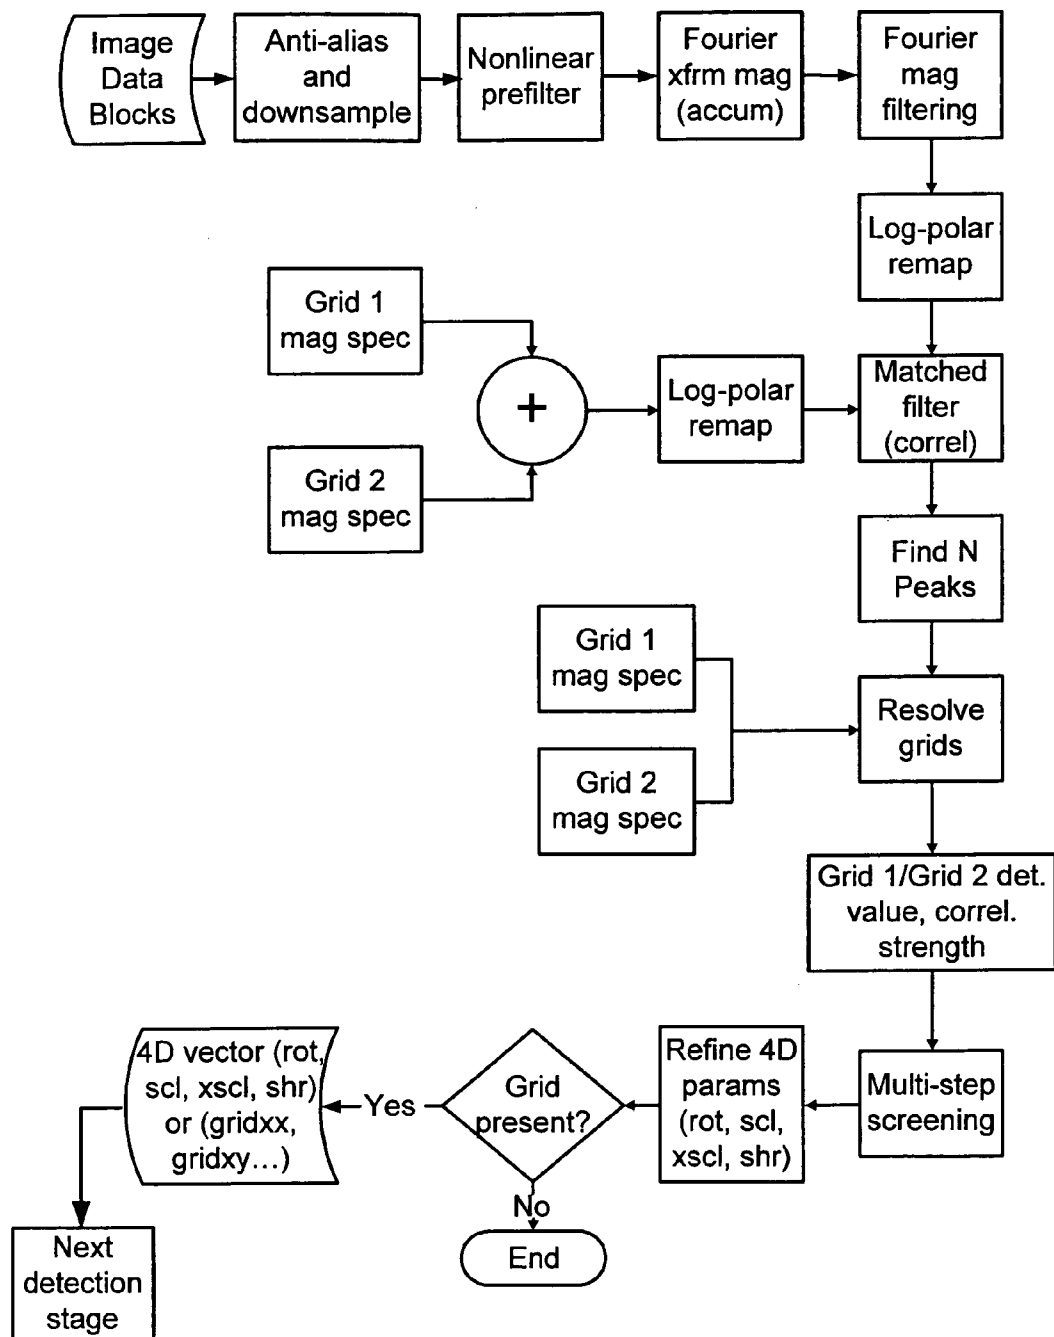 Image
Data
Blocks
Anti-alias
and
downsample
Nonlinear
prefilter
Fourier
xfrm mag
(accum)
Fourier
mag
filtering
Log-polar
remap
Grid 1
mag spec
+
Grid 2
mag spec
Log-polar
remap
Matched
filter
(correl)
Find N
Peaks
Grid 1
mag spec
Grid 2
mag spec
Resolve
grids
Grid 1/Grid 2 det.
value, correl.
strength
Multi-step
screening
Refine 4D
params
(rot, scl,
xscl, shr)
Grid
present?
Yes
4D vector (rot,
scl, xscl, shr)
or (gridxx,
gridxy…)
No
End
Next
detection
stage